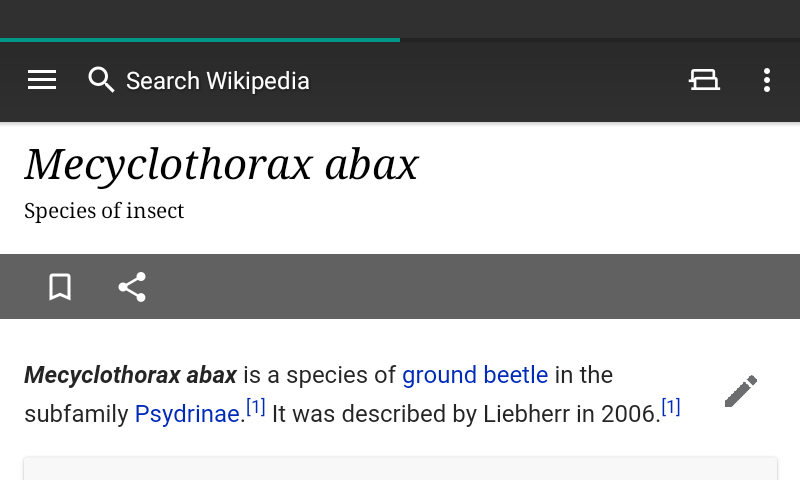 Search Wikipedia
Mecyclothorax abax
Species of insect
Mecyclothorax abax is a species of ground beetle in the
subfamily Psydrinae.[1] It was described by Liebherr in 2006.[1]